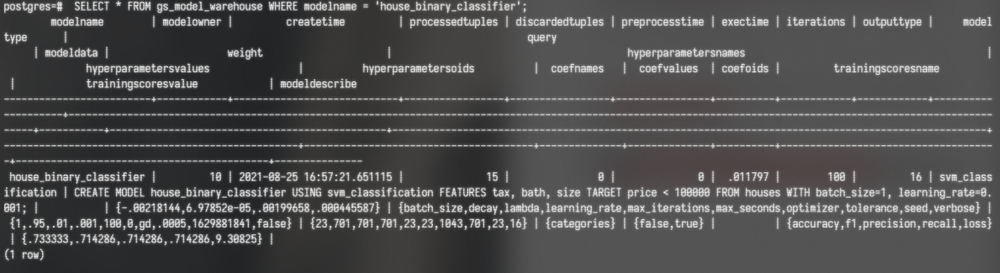 postgres=#  SELECT * FROM gs_model_warehouse WHERE modelname = 'house_binary_classifier';
        modelname        | modelowner |         createtime         | processedtuples | discardedtuples | preprocesstime | exectime | iterations | outputtype |     model
type      |                                                                               query
     | modeldata |                    weight                     |                                         hyperparametersnames                                         |
              hyperparametersvalues               |          hyperparametersoids          |  coefnames  |  coefvalues  | coefoids |         trainingscoresname
 |            trainingscoresvalue            | modeldescribe
 house_binary_classifier |         10 | 2021-08-25 16:57:21.651115 |              15 |               0 |              0 |  .011797 |        100 |         16 | svm_class
ification | CREATE MODEL house_binary_classifier USING svm_classification FEATURES tax, bath, size TARGET price < 100000 FROM houses WITH batch_size=1, learning_rate=0.
001; |           | {-.00218144,6.97852e-05,.00199658,.000445587} | {batch_size,decay,lambda,learning_rate,max_iterations,max_seconds,optimizer,tolerance,seed,verbose} |
 {1,.95,.01,.001,100,0,gd,.0005,1629881841,false} | {23,701,701,701,23,23,1043,701,23,16} | {categories} | {false,true} |          | {accuracy,f1,precision,recall,loss}
 | {.733333,.714286,.714286,.714286,9.30825} |
(1 row)